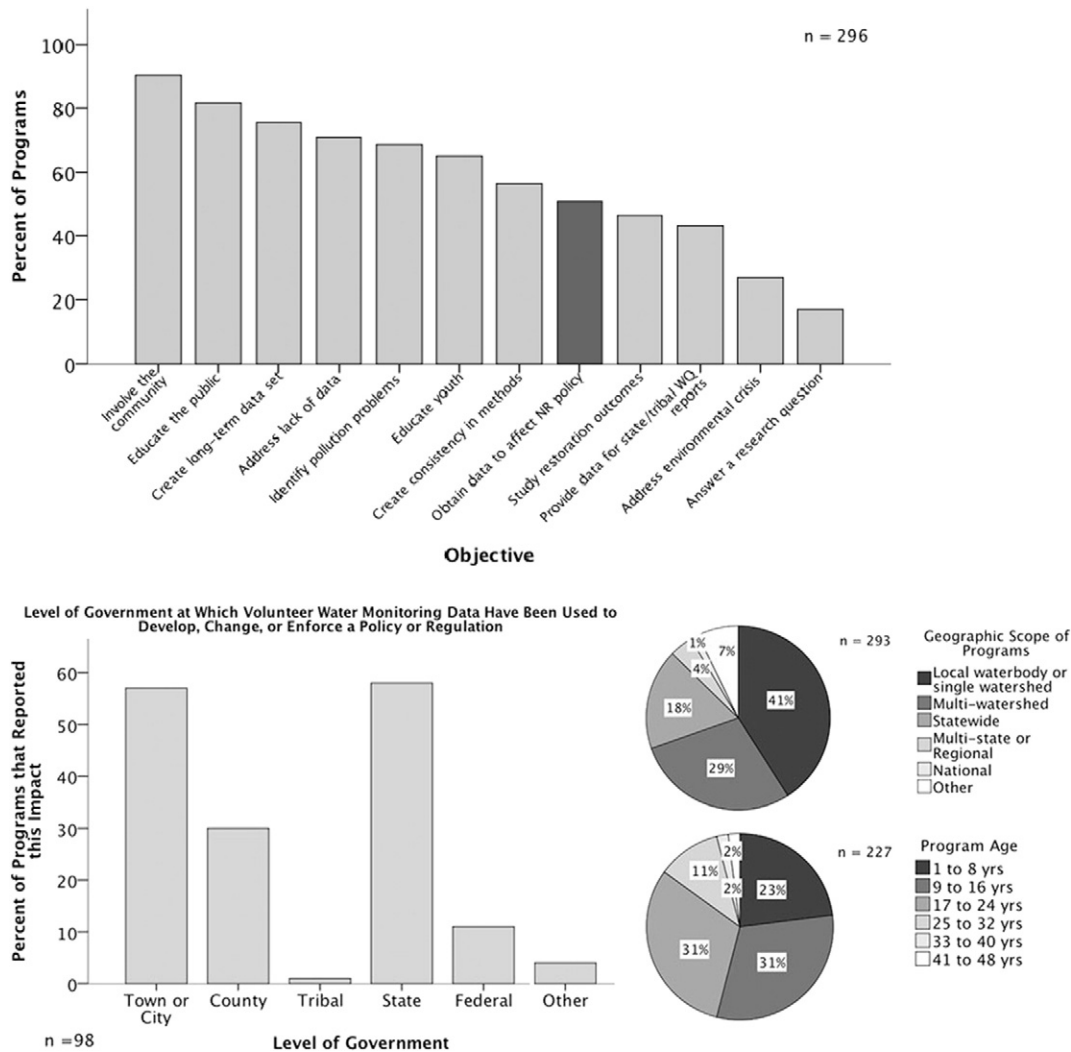 n = 296
Percent of Programs
100
80
60
40
20
0
Involve the
community
Educate the public
Create long-term data set
Address lack of data
Identify pollution problems
Educate youth
Create consistency in methods
Obtain data to affect NR policy
Study restoration outcomes
Provide data for state/tribal WQ
reports
Address environmental crisis
Answer a research question
Objective
Level of Government at Which Volunteer Water Monitoring Data Have Been Used to
Develop, Change, or Enforce a Policy or Regulation
Percent of Programs that Reported
this Impact
60
50
40
30
20
10
0
Town or
City
County
Tribal
State
Federal
Other
n =98
Level of Government
n = 293
1%
7%
4%
41%
18%
29%
Geographic Scope of
Programs
Local waterbody or
single watershed
Multi-watershed
Statewide
Multi-state or
Regional
National
Other
n = 227
2%
11%
2%
23%
31%
31%
Program Age
1 to 8 yrs
9 to 16 yrs
17 to 24 yrs
25 to 32 yrs
33 to 40 yrs
41 to 48 yrs